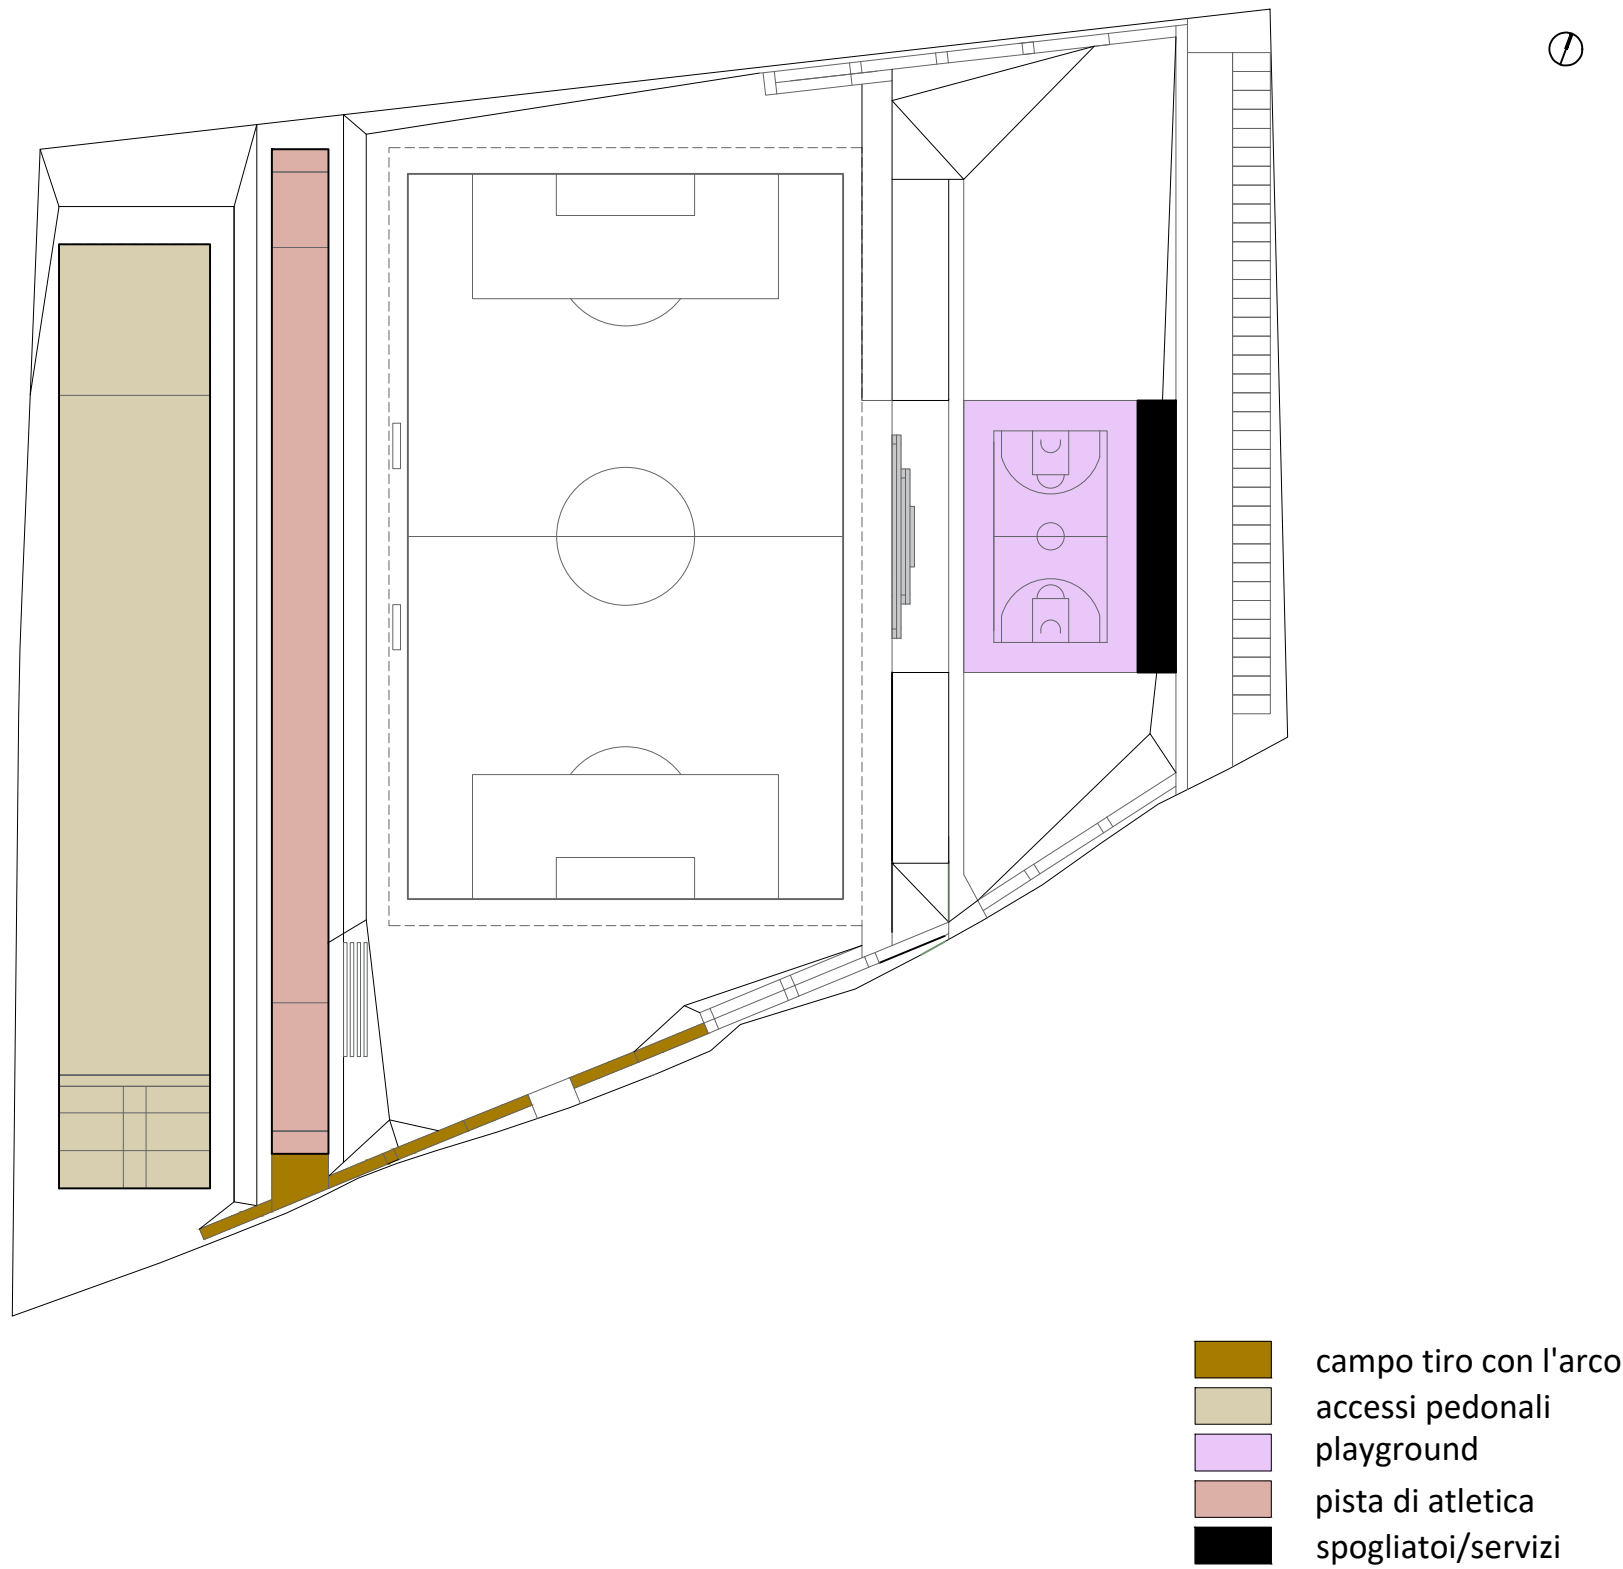 campo tiro con l'arco
accessi pedonali
playground
pista di atletica
spogliatoi/servizi